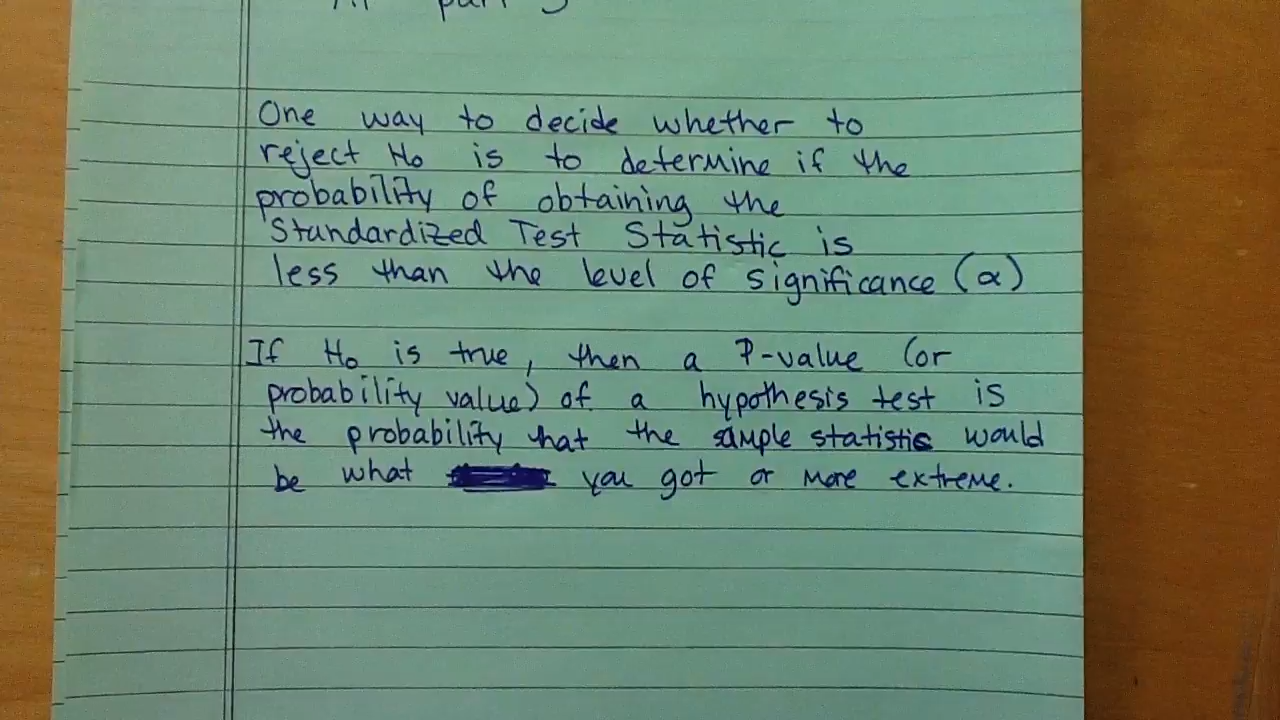 part 3
One way to decide whether to
reject Ho is to determine if the
probability of obtaining the
Standardized Test Statistic is
less than the level of significance (α)
If Ho is true, then a P-value (or
probability value) of a hypothesis test is
the probability that the sample statistic would
be what you got or more extreme.